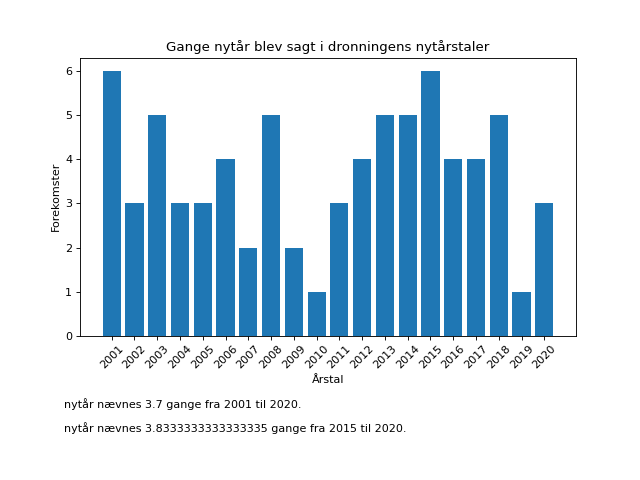 Gange nytår blev sagt i dronningens nytårstaler
Forekomster
6
5
4
3
2
1
0
2001 2002 2003 2004 2005 2006 2007 2008 2009 2010 2011 2012 2013 2014 2015 2016 2017 2018 2019 2020
Årstal
nytår nævnes 3.7 gange fra 2001 til 2020.
nytår nævnes 3.8333333333333335 gange fra 2015 til 2020.